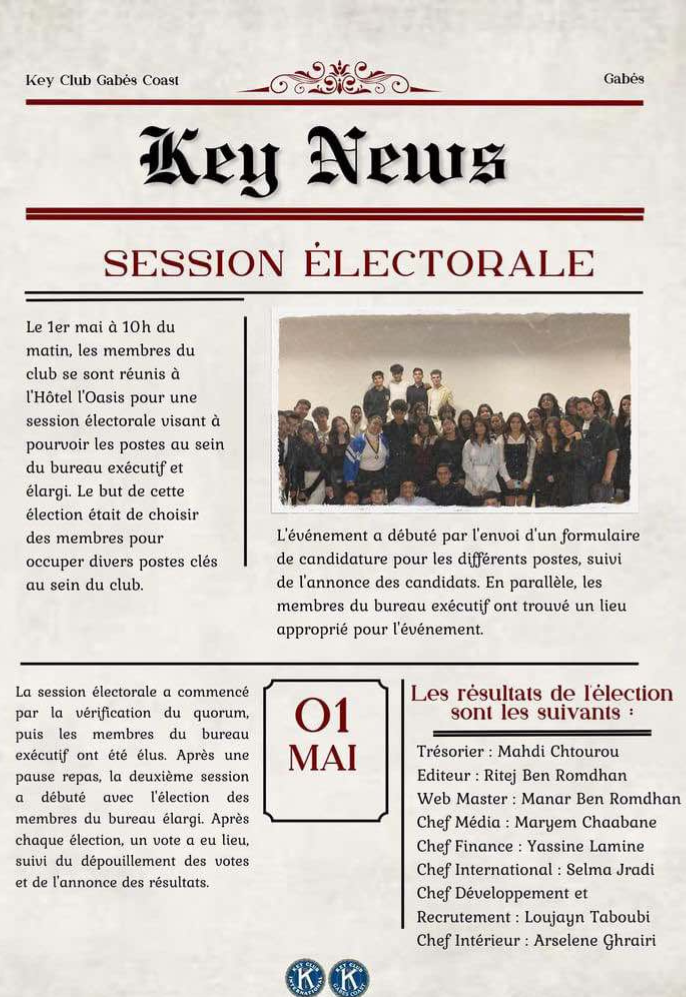 Key Club Gabès Coast
Gabès
Key News
SESSION ÉLECTORALE
Le 1er mai à 10h du
matin, les membres du
club se sont réunis à
l'Hôtel l'Oasis pour une
session électorale visant à
pourvoir les postes au sein
du bureau exécutif et
élargi. Le but de cette
élection était de choisir
des membres pour
occuper divers postes clés
au sein du club.
L'événement a débuté par l'envoi d'un formulaire
de candidature pour les différents postes, suivi
de l'annonce des candidats. En parallèle, les
membres du bureau exécutif ont trouvé un lieu
approprié pour l'événement.
La session électorale a commencé
par la vérification du quorum,
puis les membres du bureau
exécutif ont été élus. Après une
pause repas, la deuxième session
a débuté avec l'élection des
membres du bureau élargi. Après
chaque élection, un vote a eu lieu,
suivi du dépouillement des votes
et de l'annonce des résultats.
01
MAI
Les résultats de l'élection
sont les suivants :
Trésorier : Mahdi Chtourou
Editeur : Ritej Ben Romdhan
Web Master : Manar Ben Romdhan
Chef Média : Maryem Chaabane
Chef Finance : Yassine Lamine
Chef International : Selma Jradi
Chef Développement et
Recrutement : Loujayn Taboubi
Chef Intérieur : Arselene Ghrairi
KEY CLUB
K
INTERNATIONAL
KEY CLUB
K
GABES COAST